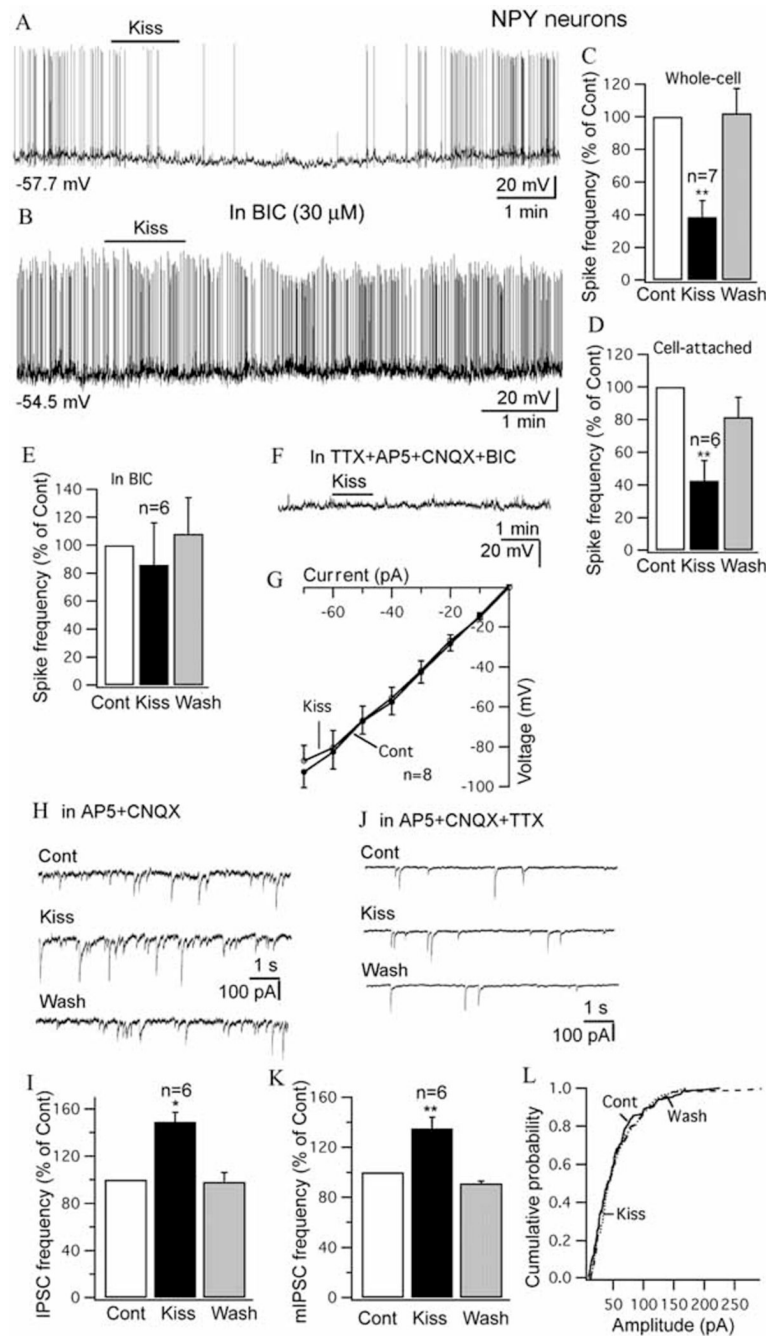 A
Kiss
NPY neurons
-57.7 mV
20 mV
1 min
B
In BIC (30 μM)
Kiss
-54.5 mV
20 mV
1 min
C
Whole-cell
Spike frequency (% of Cont)
120
100
80
60
40
20
0
n=7
**
Cont Kiss Wash
D
Cell-attached
Spike frequency (% of Cont)
120
100
80
60
40
20
0
n=6
**
Cont Kiss Wash
E
In BIC
Spike frequency (% of Cont)
140
120
100
80
60
40
20
0
n=6
Cont Kiss Wash
F In TTX+AP5+CNQX+BIC
Kiss
1 min
20 mV
G
Current (pA)
-60 -40 -20
-20
-40
-60
-80
-100
Voltage (mV)
Kiss
Cont
n=8
H in AP5+CNQX
Cont
Kiss
1 s
100 pA
Wash
J in AP5+CNQX+TTX
Cont
Kiss
Wash
1 s
100 pA
I
IPSC frequency (% of Cont)
160
120
80
40
0
n=6
*
Cont Kiss Wash
K
mIPSC frequency (% of Cont)
160
120
80
40
0
n=6
**
Cont Kiss Wash
L
Cumulative probability
1.0
0.8
0.6
0.4
0.2
0.0
Cont
Wash
Kiss
50 100 150 200 250
Amplitude (pA)